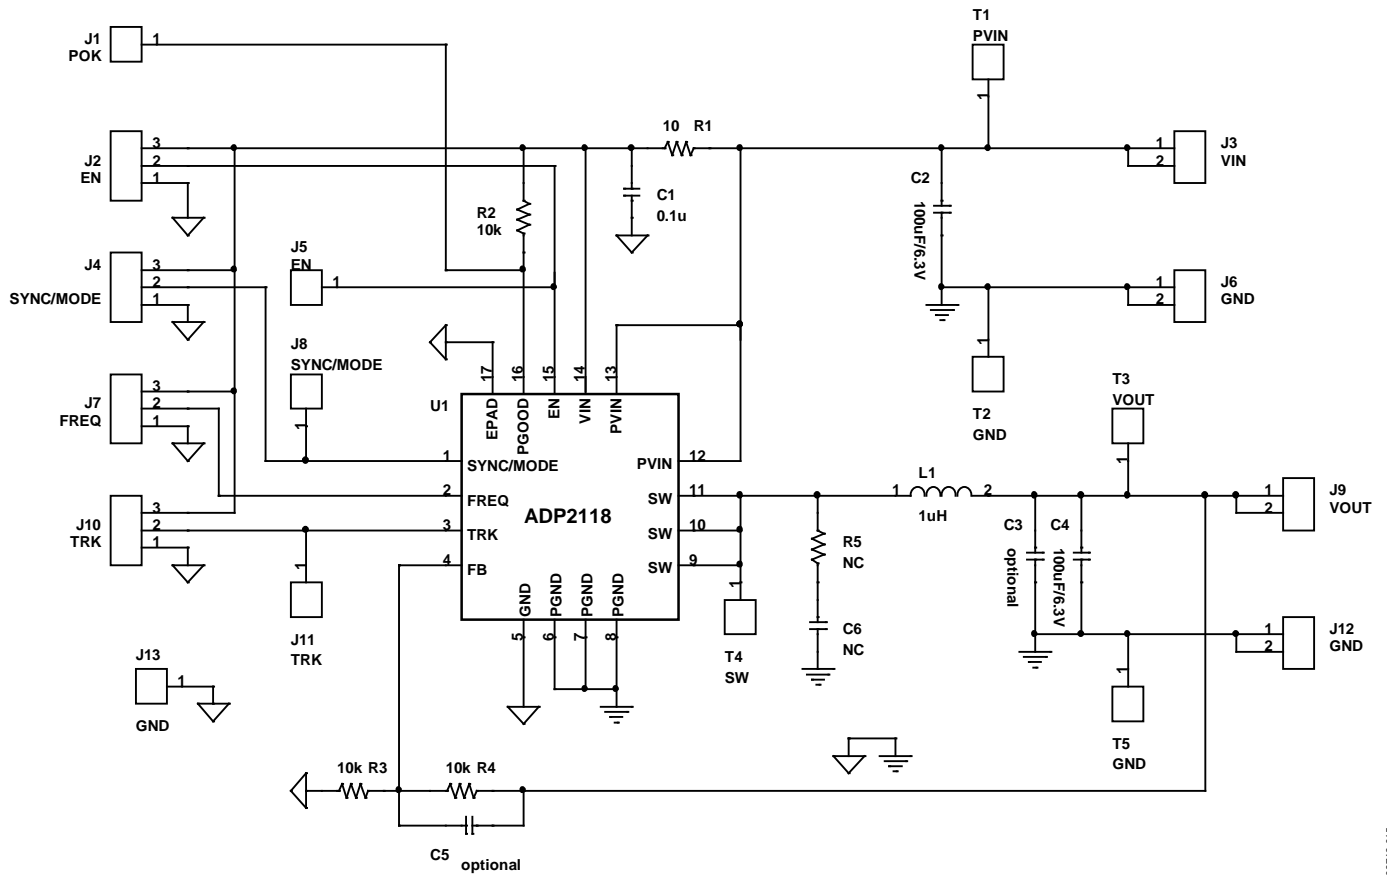 T1
PVIN
1
J1
POK
1
J2
EN
3
2
1
10 R1
R2
10k
C1
0.1u
C2
100uF/6.3V
1
2
J3
VIN
J4
SYNC/MODE
3
2
1
J5
EN
1
1
2
J6
GND
1
T2
GND
J8
SYNC/MODE
1
J7
FREQ
3
2
1
J10
TRK
3
2
1
1
J11
TRK
U1
17
16
15
14
13
EPAD
PGOOD
EN
VIN
PVIN
1
SYNC/MODE
2
FREQ
3
TRK
4
FB
ADP2118
PVIN
12
SW
11
SW
10
SW
9
GND
PGND
PGND
PGND
5
6
7
8
1
T4
SW
R5
NC
C6
NC
1
L1
2
1uH
T3
VOUT
1
C3
optional
C4
100uF/6.3V
1
2
J9
VOUT
1
2
J12
GND
1
T5
GND
J13
1
GND
10k R3
10k R4
C5
optional